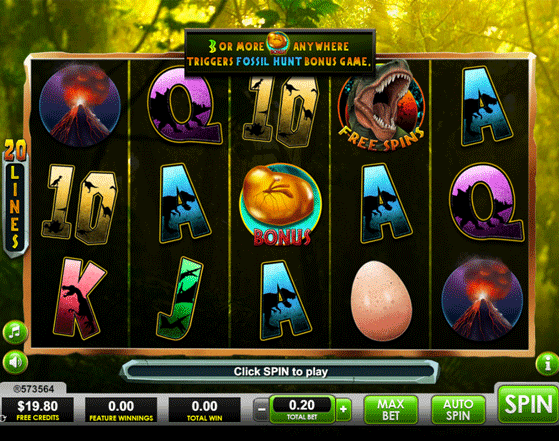 3 OR MORE ANYWHERE
TRIGGERS FOSSIL HUNT BONUS GAME.
Q
10
FREE SPINS
A
20
LINES
10
A
BONUS
A
Q
K
J
A
Click SPIN to play
®573564
$19.80
FREE CREDITS
0.00
FEATURE WINNINGS
0.00
TOTAL WIN
−
0.20
TOTAL BET
+
MAX
BET
AUTO
SPIN
SPIN
i